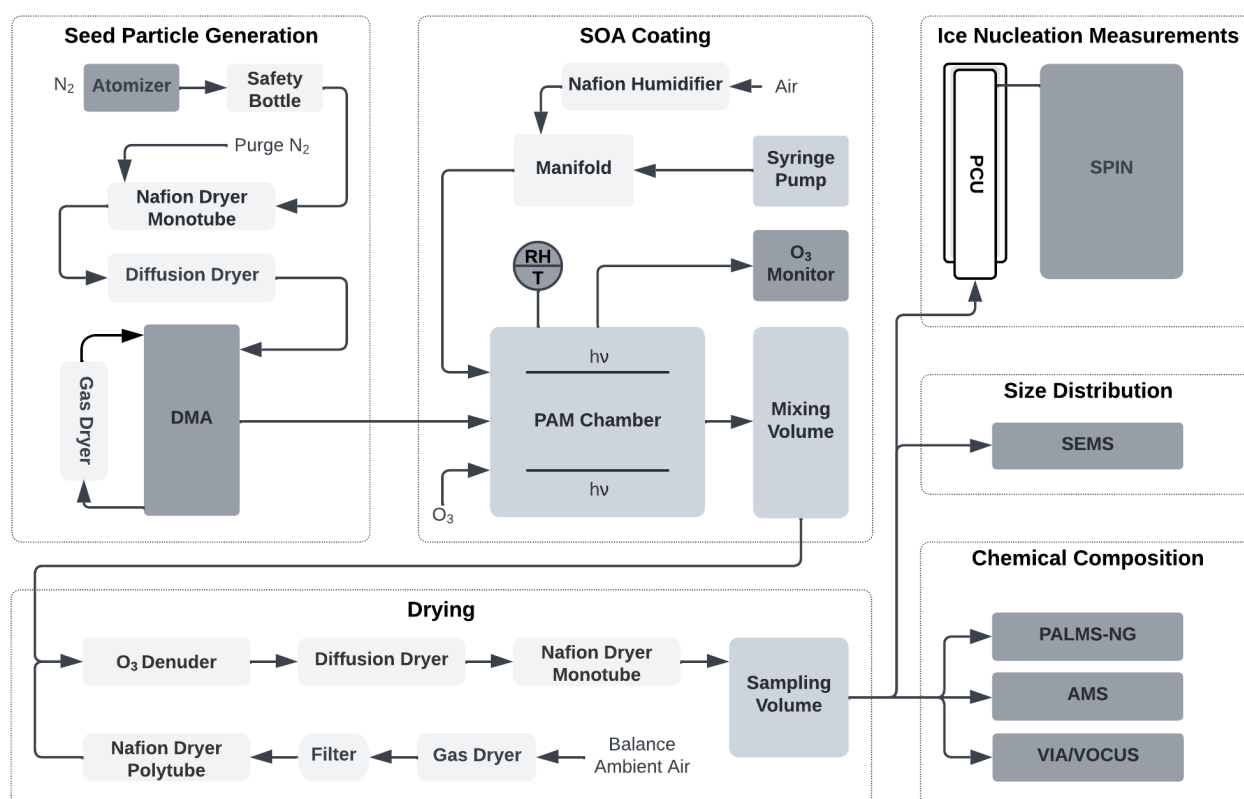 Seed Particle Generation
N₂
Atomizer
Safety
Bottle
Purge N₂
Nafion Dryer
Monotube
Diffusion Dryer
Gas Dryer
DMA
SOA Coating
Nafion Humidifier
Air
Manifold
Syringe
Pump
RH
T
O₃
Monitor
hν
PAM Chamber
hν
O₃
Mixing
Volume
Ice Nucleation Measurements
PCU
SPIN
Size Distribution
SEMS
Chemical Composition
PALMS-NG
AMS
VIA/VOCUS
Drying
O₃ Denuder
Diffusion Dryer
Nafion Dryer
Monotube
Sampling
Volume
Nafion Dryer
Polytube
Filter
Gas Dryer
Balance
Ambient Air